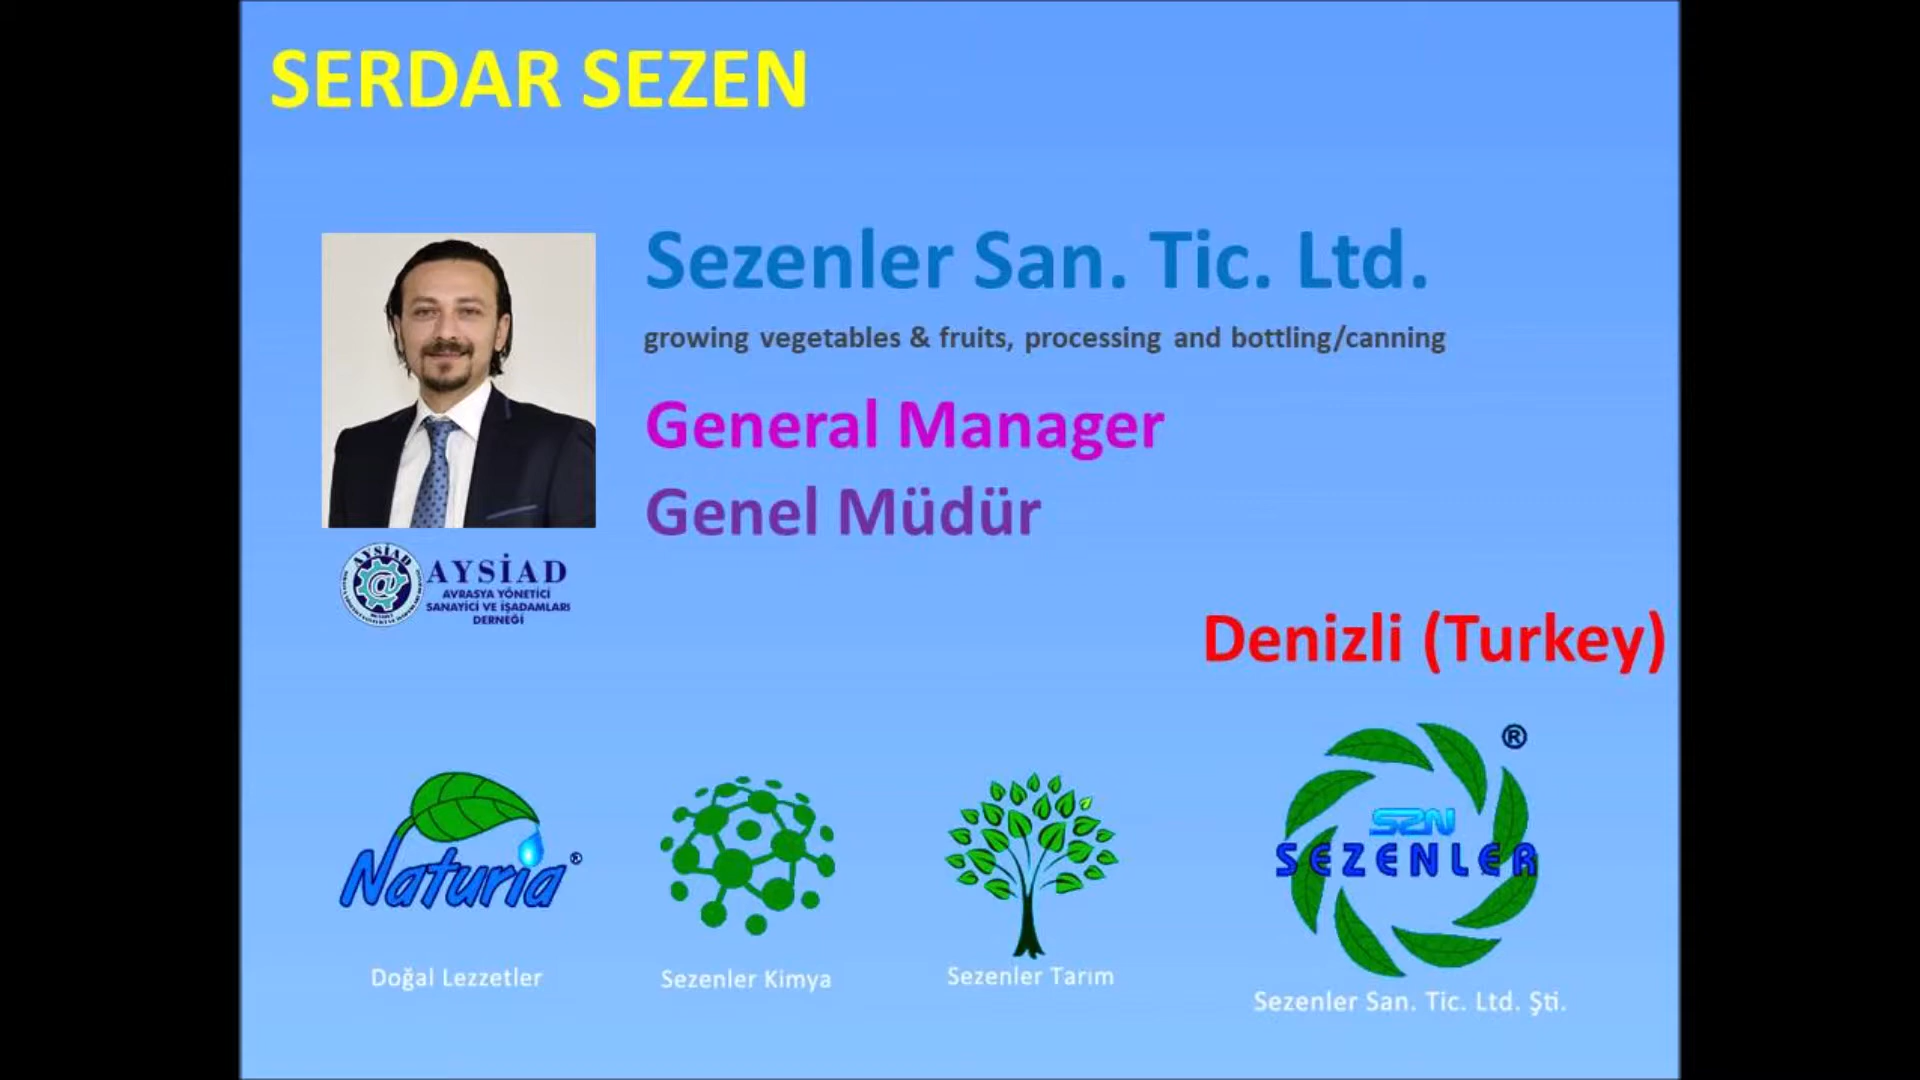 SERDAR SEZEN
Sezenler San. Tic. Ltd.
growing vegetables & fruits, processing and bottling/canning
General Manager
Genel Müdür
AYSİAD
AYSİAD
AVRASYA YÖNETİCİ
SANAYİCİ VE İŞADAMLARI
DERNEĞİ
Denizli (Turkey)
Naturia ®
Doğal Lezzetler
Sezenler Kimya
Sezenler Tarım
®
SZN
SEZENLER
Sezenler San. Tic. Ltd. Şti.